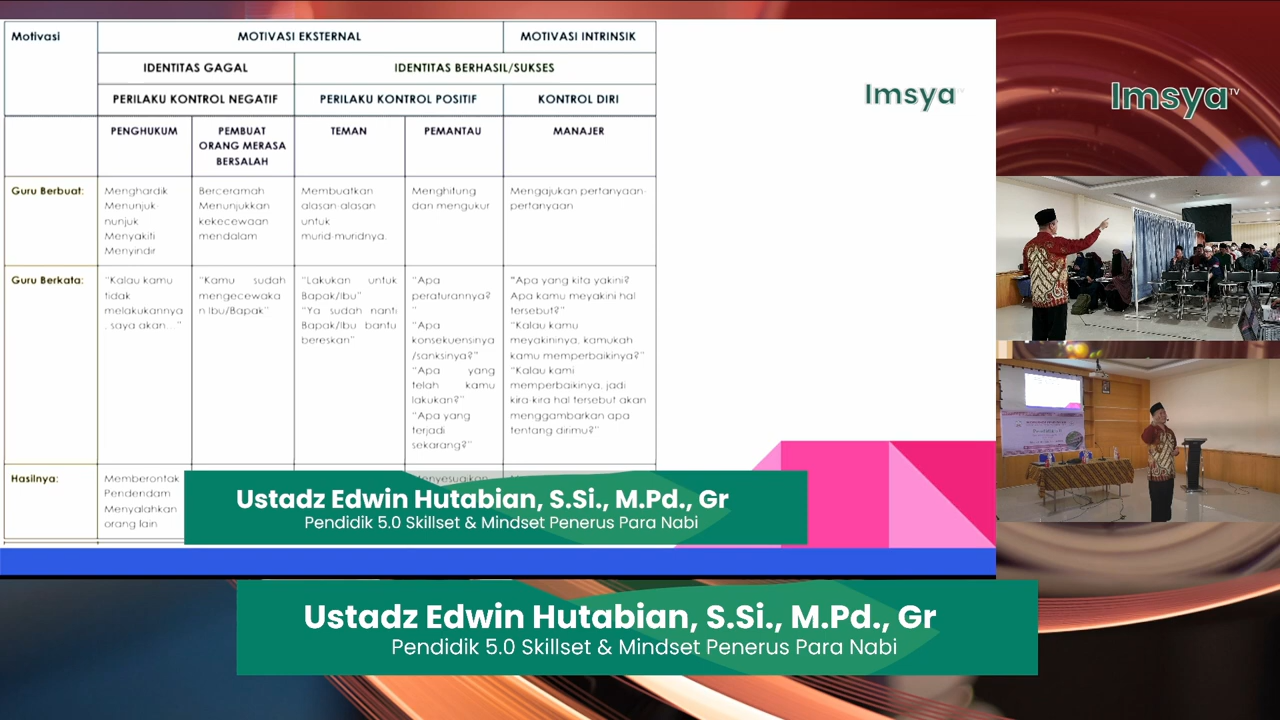 Motivasi
MOTIVASI EKSTERNAL
MOTIVASI INTRINSIK
IDENTITAS GAGAL
IDENTITAS BERHASIL/SUKSES
PERILAKU KONTROL NEGATIF
PERILAKU KONTROL POSITIF
KONTROL DIRI
PENGHUKUM
PEMBUAT
ORANG MERASA
BERSALAH
TEMAN
PEMANTAU
MANAJER
Guru Berbuat:
Menghardik
Menunjuk-
nunjuk
Menyakiti
Menyindir
Berceramah
Menunjukkan
kekecewaan
mendalam
Membuatkan
alasan-alasan
untuk
murid-muridnya.
Menghitung
dan mengukur
Mengajukan pertanyaan-
pertanyaan
Guru Berkata:
"Kalau kamu
tidak
melakukannya
, saya akan..."
"Kamu sudah
mengecewaka
n Ibu/Bapak"
"Lakukan untuk
Bapak/Ibu"
"Ya sudah nanti
Bapak/Ibu bantu
bereskan"
"Apa
peraturannya?
"
"Apa
konsekuensinya
/sanksinya?"
"Apa yang
telah kamu
lakukan?"
"Apa yang
terjadi
sekarang?"
"Apa yang kita yakini?
Apa kamu meyakini hal
tersebut?"
"Kalau kamu
meyakininya, kamukah
kamu memperbaikinya?"
"Kalau kami
memperbaikinya, jadi
kira-kira hal tersebut akan
menggambarkan apa
tentang dirimu?"
Hasilnya:
Memberontak
Pendendam
Menyalahkan
orang lain
Imsya
Imsya TV
Ustadz Edwin Hutabian, S.Si., M.Pd., Gr
Pendidik 5.0 Skillset & Mindset Penerus Para Nabi
Ustadz Edwin Hutabian, S.Si., M.Pd., Gr
Pendidik 5.0 Skillset & Mindset Penerus Para Nabi